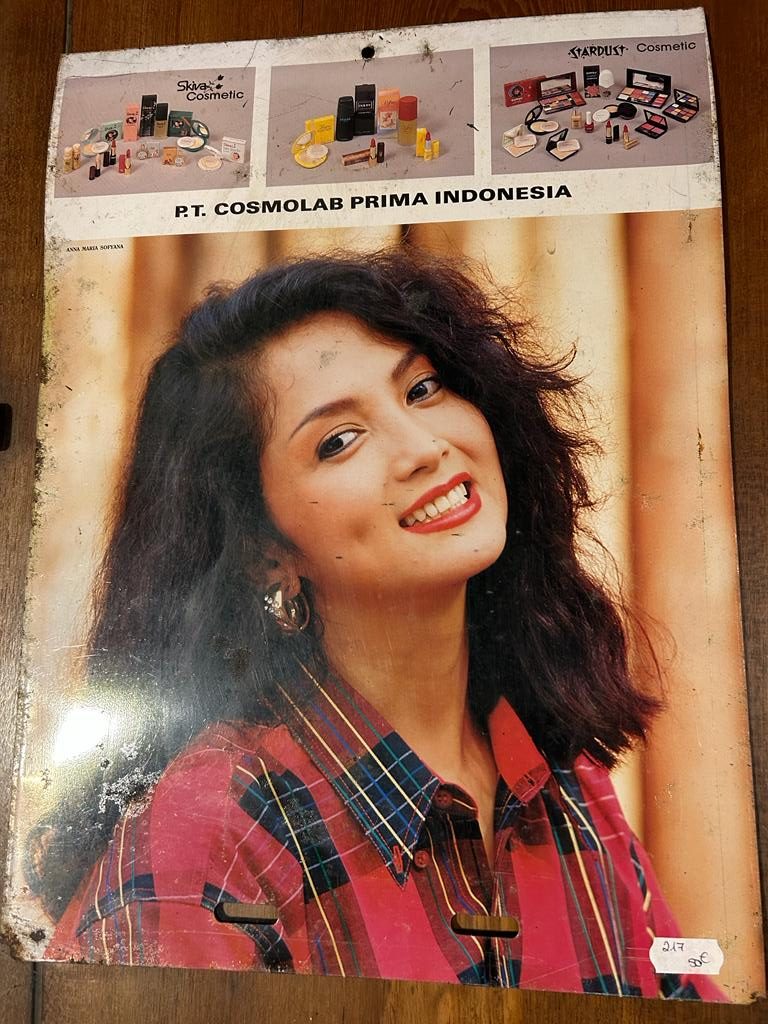 Skiva
Cosmetic
STARDUST Cosmetic
P.T. COSMOLAB PRIMA INDONESIA
ANNA MARIA SOFYANA
217
50€